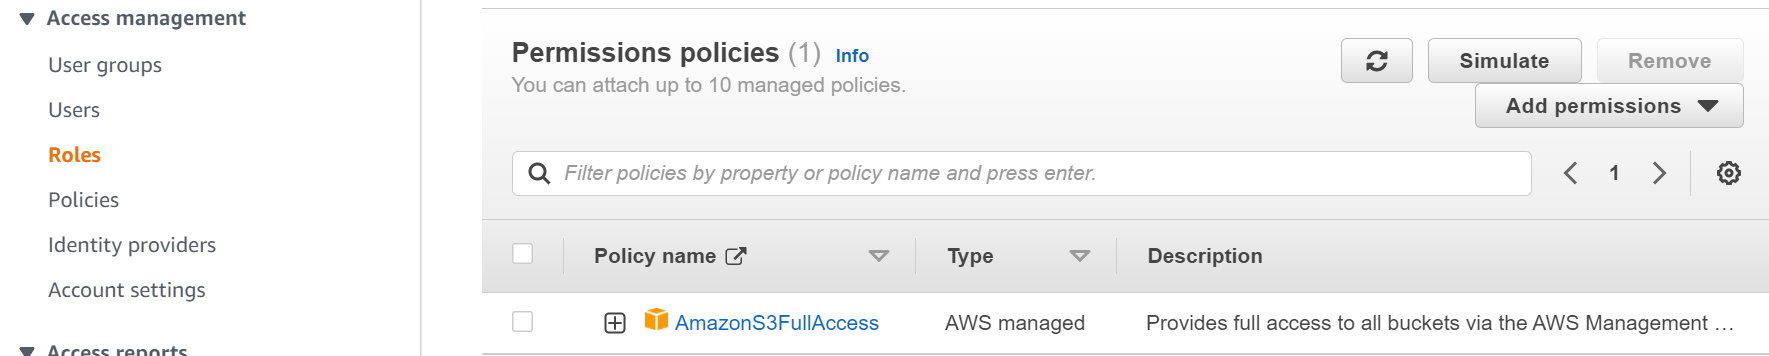 Access management
User groups
Users
Roles
Policies
Identity providers
Account settings
Access reports
Permissions policies (1) Info
You can attach up to 10 managed policies.
Simulate
Remove
Add permissions
Filter policies by property or policy name and press enter.
1
Policy name Type Description
AmazonS3FullAccess AWS managed Provides full access to all buckets via the AWS Management …